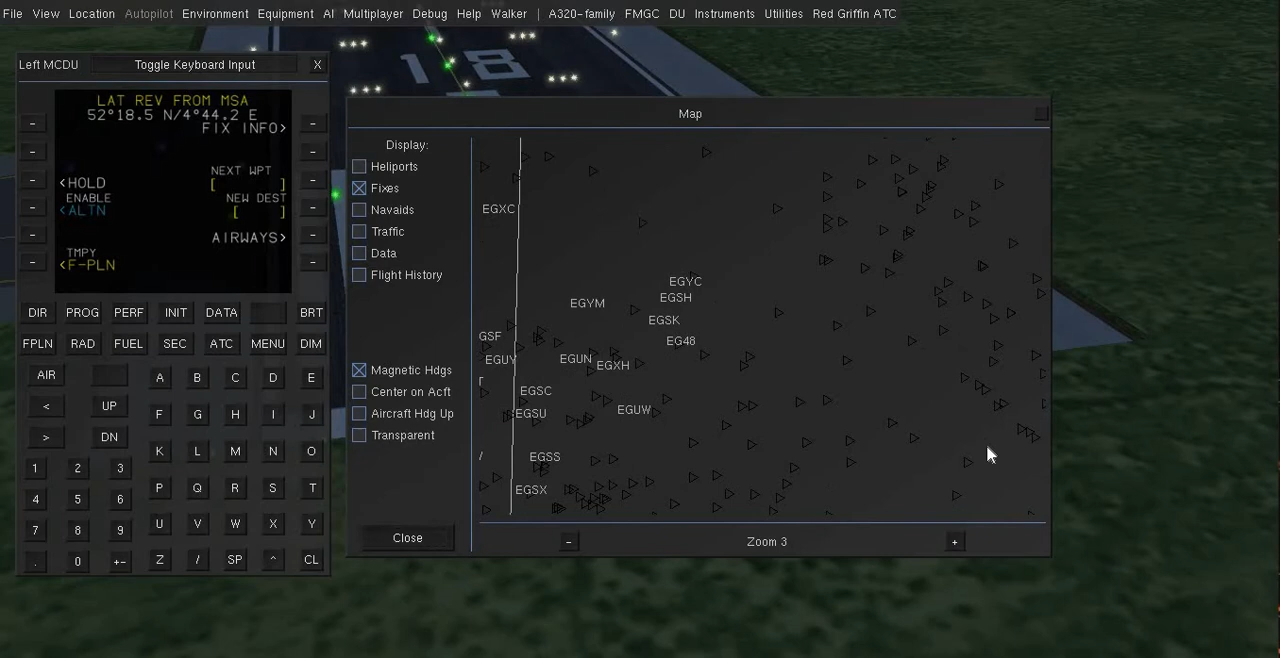 File View Location Autopilot Environment Equipment AI Multiplayer Debug Help Walker | A320-family FMGC DU Instruments Utilities Red Griffin ATC
18
Left MCDU Toggle Keyboard Input X
LAT REV FROM MSA
52°18.5 N/4°44.2 E
FIX INFO>
NEXT WPT
<HOLD [ ]
ENABLE NEW DEST
<ALTN [ ]
AIRWAYS>
TMPY
<F-PLN
DIR PROG PERF INIT DATA BRT
FPLN RAD FUEL SEC ATC MENU DIM
AIR A B C D E
< UP F G H I J
> DN K L M N O
1 2 3 P Q R S T
4 5 6 U V W X Y
7 8 9 Z / SP ^ CL
. 0 +-
Map
Display:
Heliports
Fixes
Navaids
Traffic
Data
Flight History
Magnetic Hdgs
Center on Acft
Aircraft Hdg Up
Transparent
Close
EGXC
EGYC
EGSH
EGYM
EGSK
GSF
EG48
EGUY EGUN EGXH
EGSC
EGSU EGUW
/ EGSS
EGSX
- Zoom 3 +